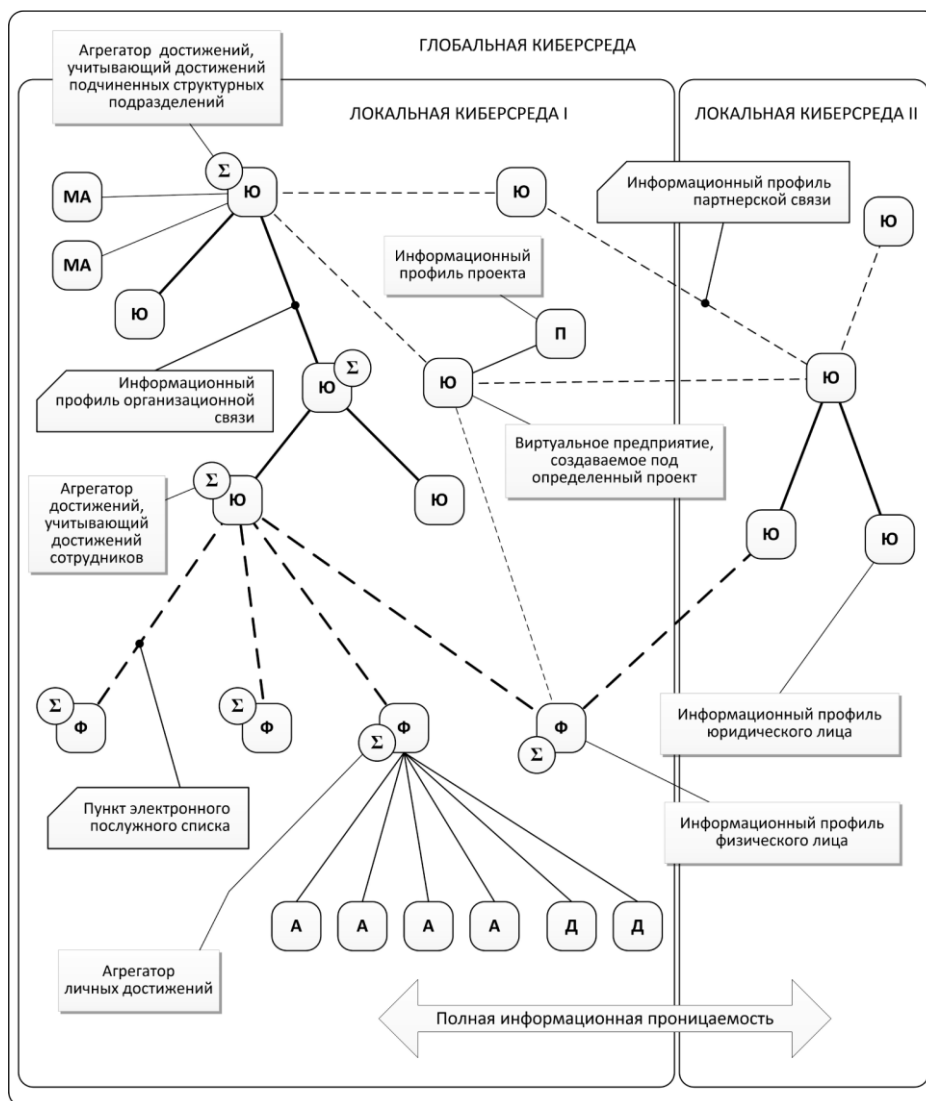 ГЛОБАЛЬНАЯ КИБЕРСРЕДА
Агрегатор достижений,
учитывающий достижений
подчиненных структурных
подразделений
ЛОКАЛЬНАЯ КИБЕРСРЕДА I
ЛОКАЛЬНАЯ КИБЕРСРЕДА II
Σ
Ю
МА
МА
Ю
Ю
Информационный профиль
партнерской связи
Ю
Информационный
профиль проекта
П
Информационный
профиль организационной
связи
Ю
Σ
Ю
Ю
Виртуальное предприятие,
создаваемое под
определенный проект
Агрегатор
достижений,
учитывающий
достижений
сотрудников
Σ
Ю
Ю
Ю
Ю
Σ
Ф
Σ
Ф
Ф
Σ
Ф
Σ
Информационный профиль
юридического лица
Пункт электронного
послужного списка
Информационный профиль
физического лица
А
А
А
А
Д
Д
Агрегатор
личных достижений
Полная информационная проницаемость